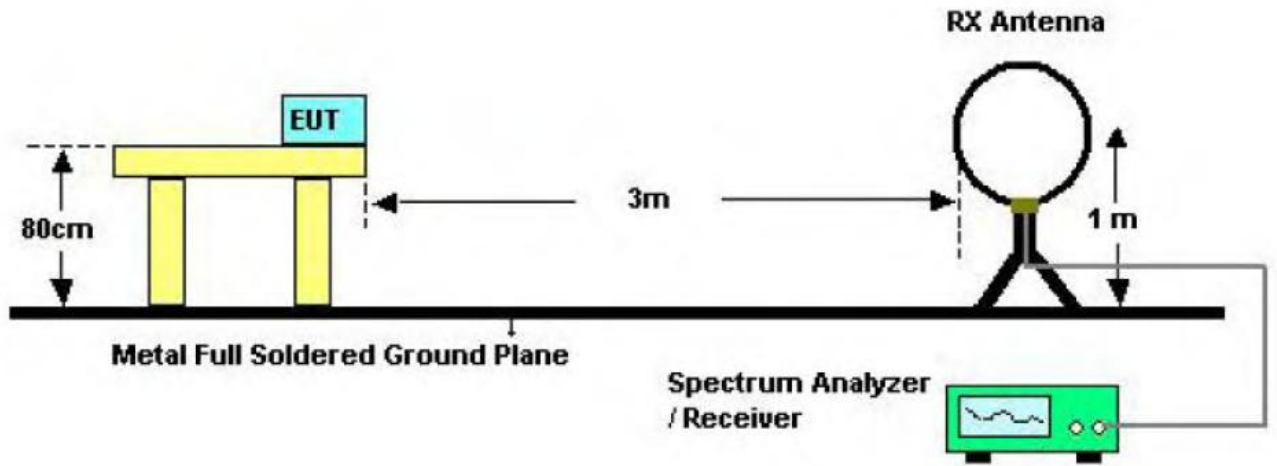 RX Antenna
EUT
80cm
3m
1 m
Metal Full Soldered Ground Plane
Spectrum Analyzer
/ Receiver